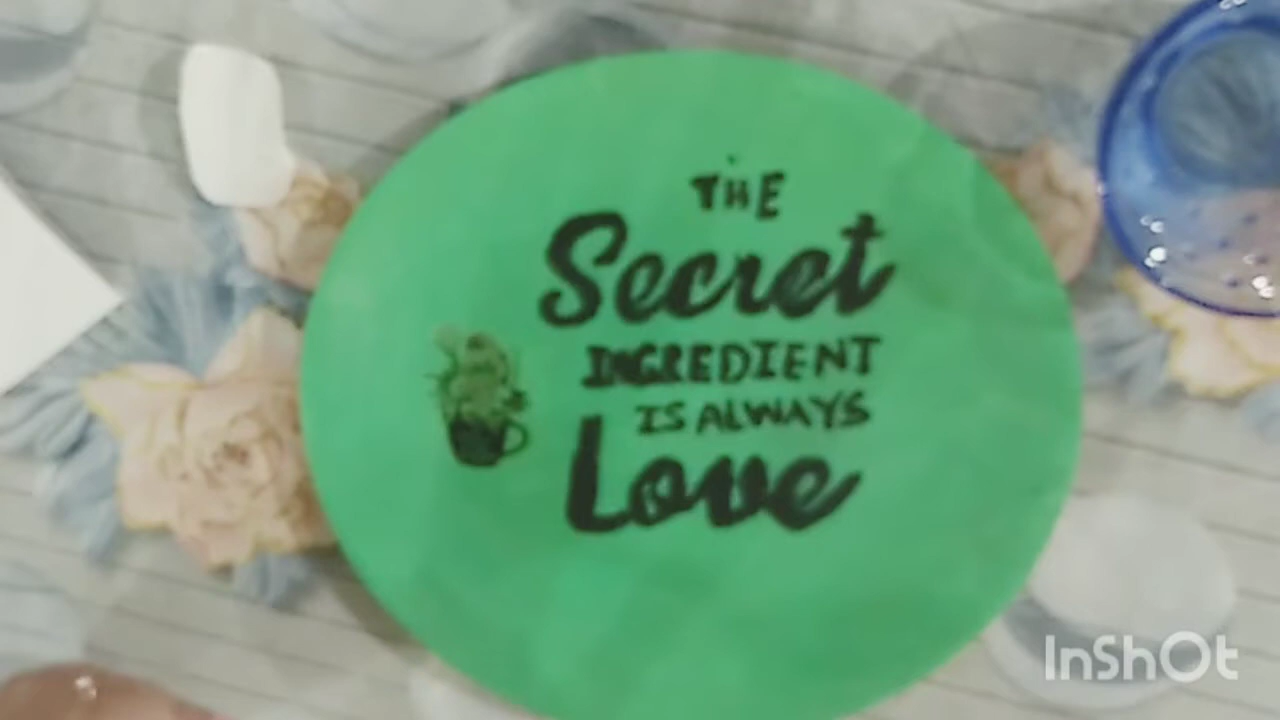 THE
Secret
INGREDIENT
IS ALWAYS
Love
InShOt